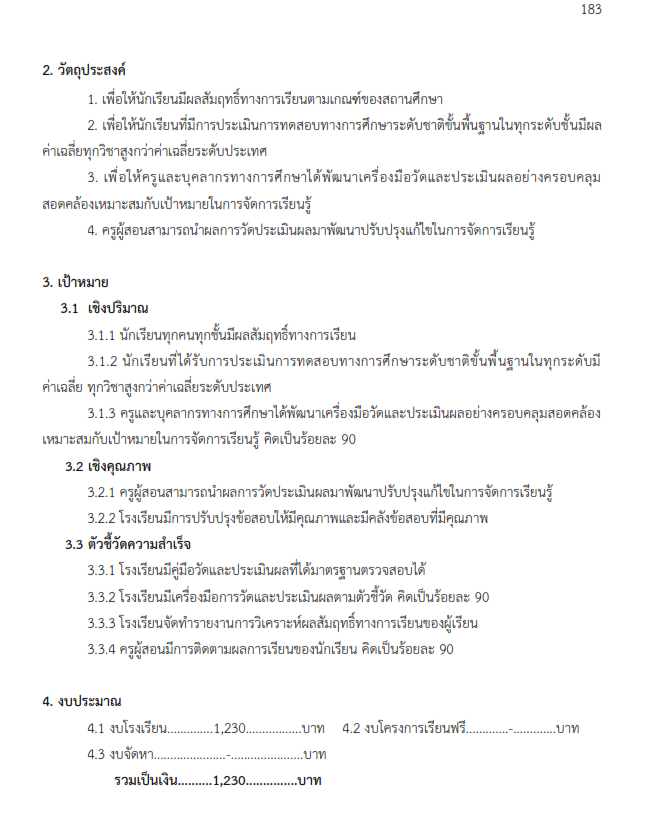 183
2. วัตถุประสงค์
1. เพื่อให้นักเรียนมีผลสัมฤทธิ์ทางการเรียนตามเกณฑ์ของสถานศึกษา
2. เพื่อให้นักเรียนที่มีการประเมินการทดสอบทางการศึกษาระดับชาติขั้นพื้นฐานในทุกระดับชั้นมีผล
ค่าเฉลี่ยทุกวิชาสูงกว่าค่าเฉลี่ยระดับประเทศ
3. เพื่อให้ครูและบุคลากรทางการศึกษาได้พัฒนาเครื่องมือวัดและประเมินผลอย่างครอบคลุม
สอดคล้องเหมาะสมกับเป้าหมายในการจัดการเรียนรู้
4. ครูผู้สอนสามารถนำผลการวัดประเมินผลมาพัฒนาปรับปรุงแก้ไขในการจัดการเรียนรู้
3. เป้าหมาย
3.1 เชิงปริมาณ
3.1.1 นักเรียนทุกคนทุกชั้นมีผลสัมฤทธิ์ทางการเรียน
3.1.2 นักเรียนที่ได้รับการประเมินการทดสอบทางการศึกษาระดับชาติขั้นพื้นฐานในทุกระดับมี
ค่าเฉลี่ย ทุกวิชาสูงกว่าค่าเฉลี่ยระดับประเทศ
3.1.3 ครูและบุคลากรทางการศึกษาได้พัฒนาเครื่องมือวัดและประเมินผลอย่างครอบคลุมสอดคล้อง
เหมาะสมกับเป้าหมายในการจัดการเรียนรู้ คิดเป็นร้อยละ 90
3.2 เชิงคุณภาพ
3.2.1 ครูผู้สอนสามารถนำผลการวัดประเมินผลมาพัฒนาปรับปรุงแก้ไขในการจัดการเรียนรู้
3.2.2 โรงเรียนมีการปรับปรุงข้อสอบให้มีคุณภาพและมีคลังข้อสอบที่มีคุณภาพ
3.3 ตัวชี้วัดความสำเร็จ
3.3.1 โรงเรียนมีคู่มือวัดและประเมินผลที่ได้มาตรฐานตรวจสอบได้
3.3.2 โรงเรียนมีเครื่องมือการวัดและประเมินผลตามตัวชี้วัด คิดเป็นร้อยละ 90
3.3.3 โรงเรียนจัดทำรายงานการวิเคราะห์ผลสัมฤทธิ์ทางการเรียนของผู้เรียน
3.3.4 ครูผู้สอนมีการติดตามผลการเรียนของนักเรียน คิดเป็นร้อยละ 90
4. งบประมาณ
4.1 งบโรงเรียน..............1,230.................บาท 4.2 งบโครงการเรียนฟรี.............-.............บาท
4.3 งบจัดหา......................-......................บาท
รวมเป็นเงิน..........1,230...............บาท